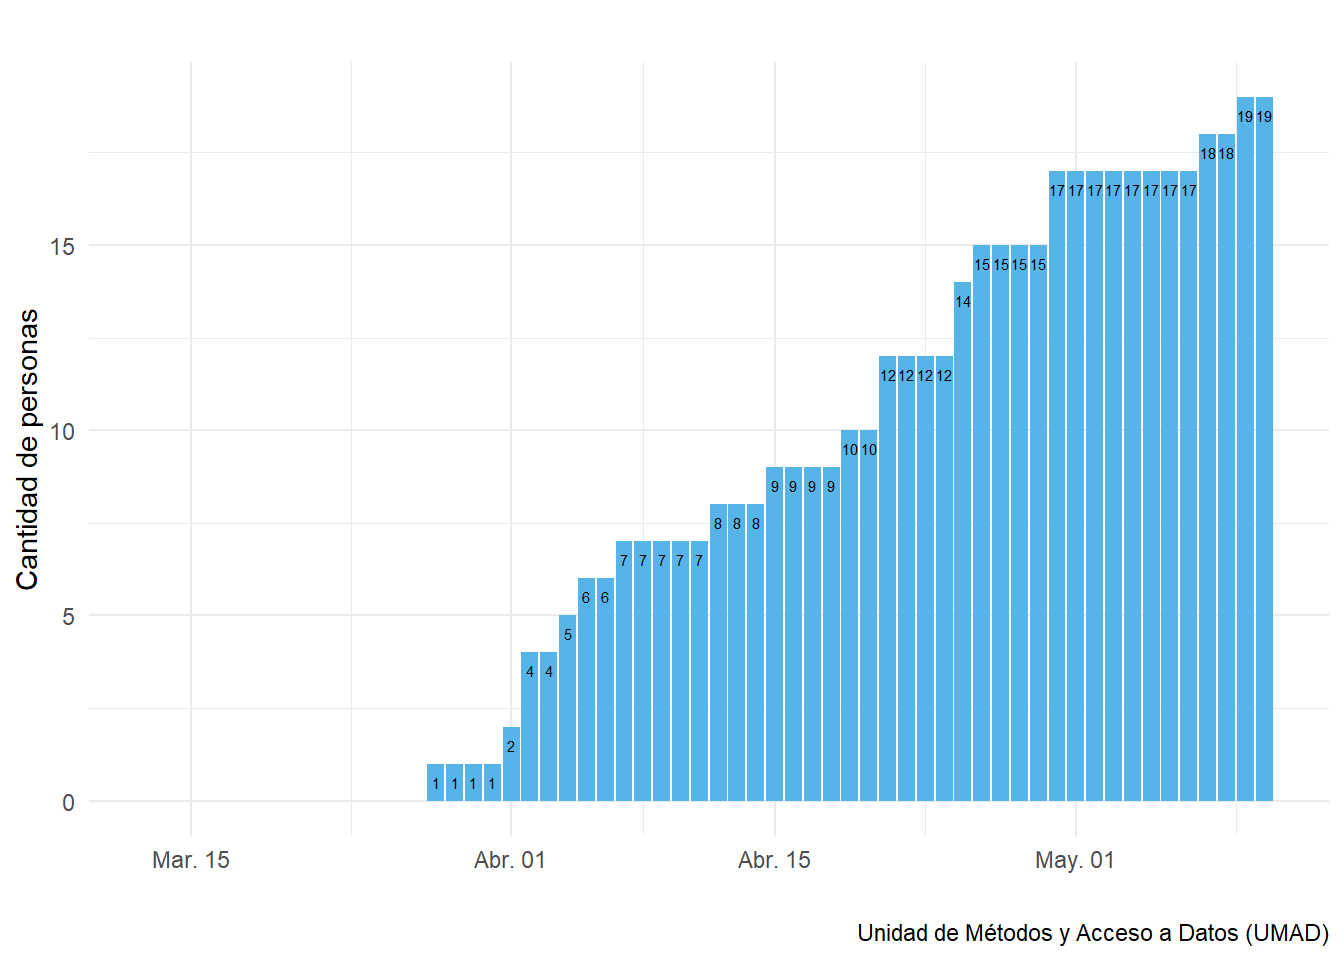 Cantidad de personas
15
10
5
0
1 1 1 1 2 4 4 5 6 6 7 7 7 7 7 8 8 8 9 9 9 9 10 10 12 12 12 12 14 15 15 15 15 17 17 17 17 17 17 17 17 18 18 19 19
Mar. 15 Abr. 01 Abr. 15 May. 01
Unidad de Métodos y Acceso a Datos (UMAD)